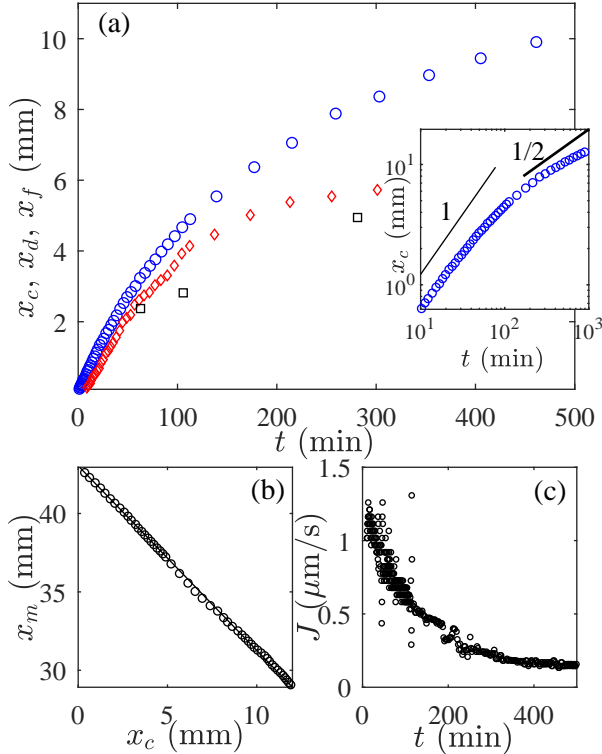 (a)
10
8
6
4
2
x_c, x_d, x_f (mm)
0
100
200
300
400
500
t (min)
10^1
10^0
x_c (mm)
1
1/2
10^1
10^2
10^3
t (min)
(b)
40
35
30
x_m (mm)
0
5
10
x_c (mm)
(c)
1.5
1
0.5
0
J (μm/s)
0
200
400
t (min)